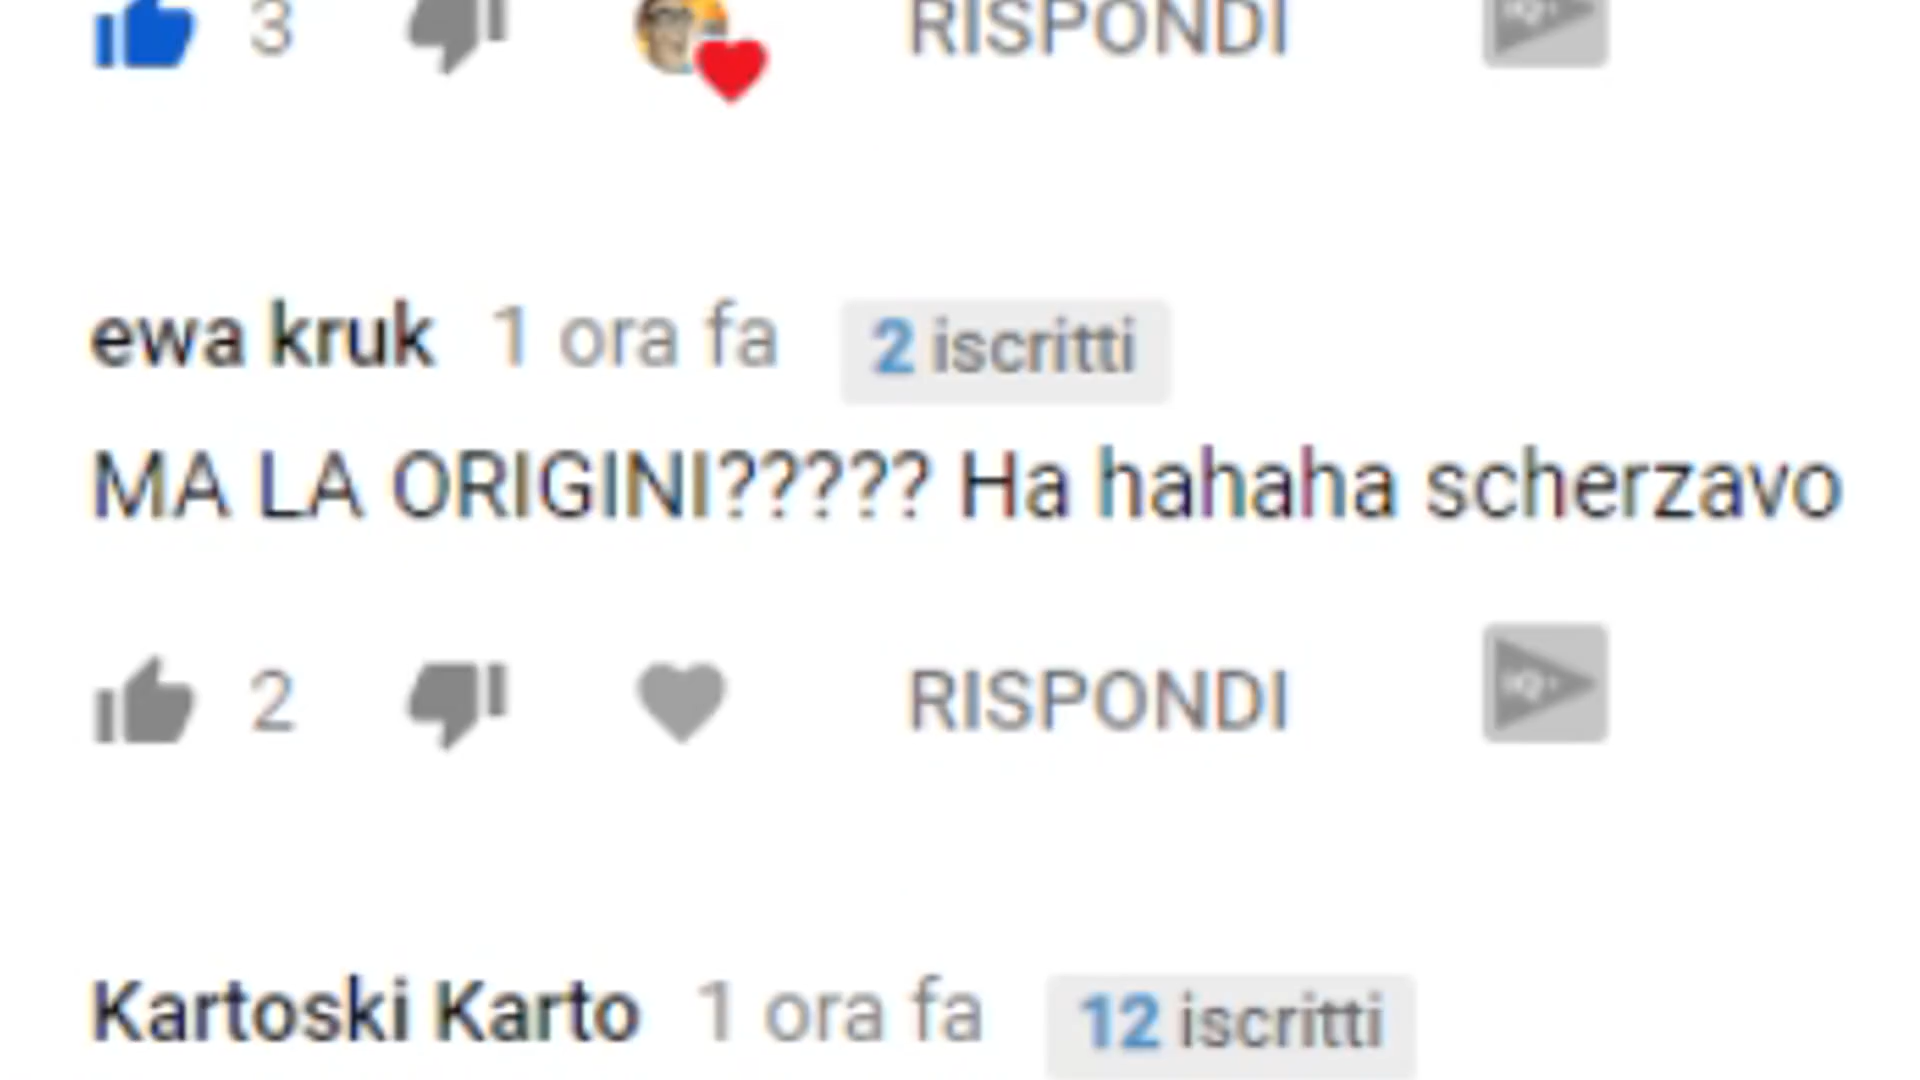 3 RISPONDI
ewa kruk 1 ora fa 2 iscritti
MA LA ORIGINI????? Ha hahaha scherzavo
2 RISPONDI
Kartoski Karto 1 ora fa 12 iscritti